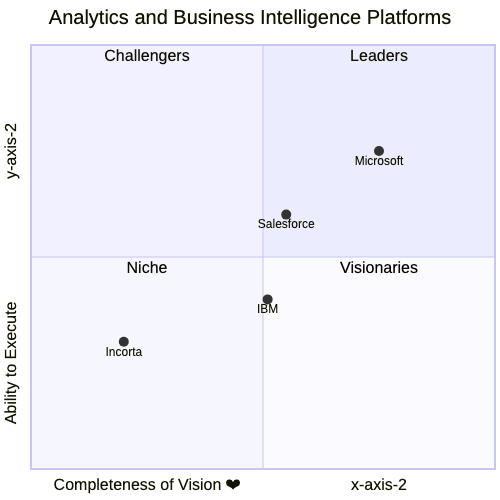 Analytics and Business Intelligence Platforms
Challengers
Leaders
y-axis-2
Microsoft
Salesforce
Niche
Visionaries
IBM
Ability to Execute
Incorta
Completeness of Vision ❤
x-axis-2